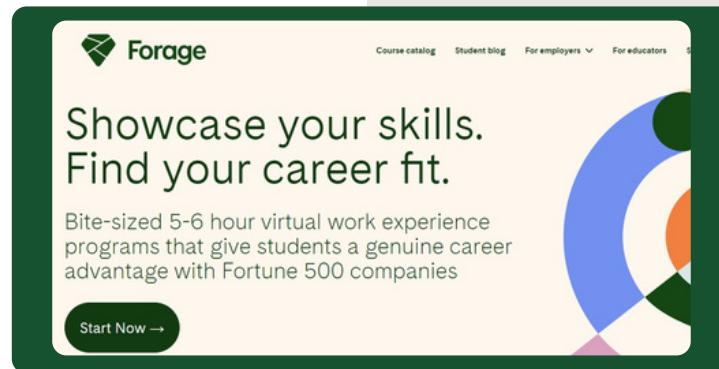 Forage
Course catalog Student blog For employers For educators
Showcase your skills.
Find your career fit.
Bite-sized 5-6 hour virtual work experience
programs that give students a genuine career
advantage with Fortune 500 companies
Start Now →